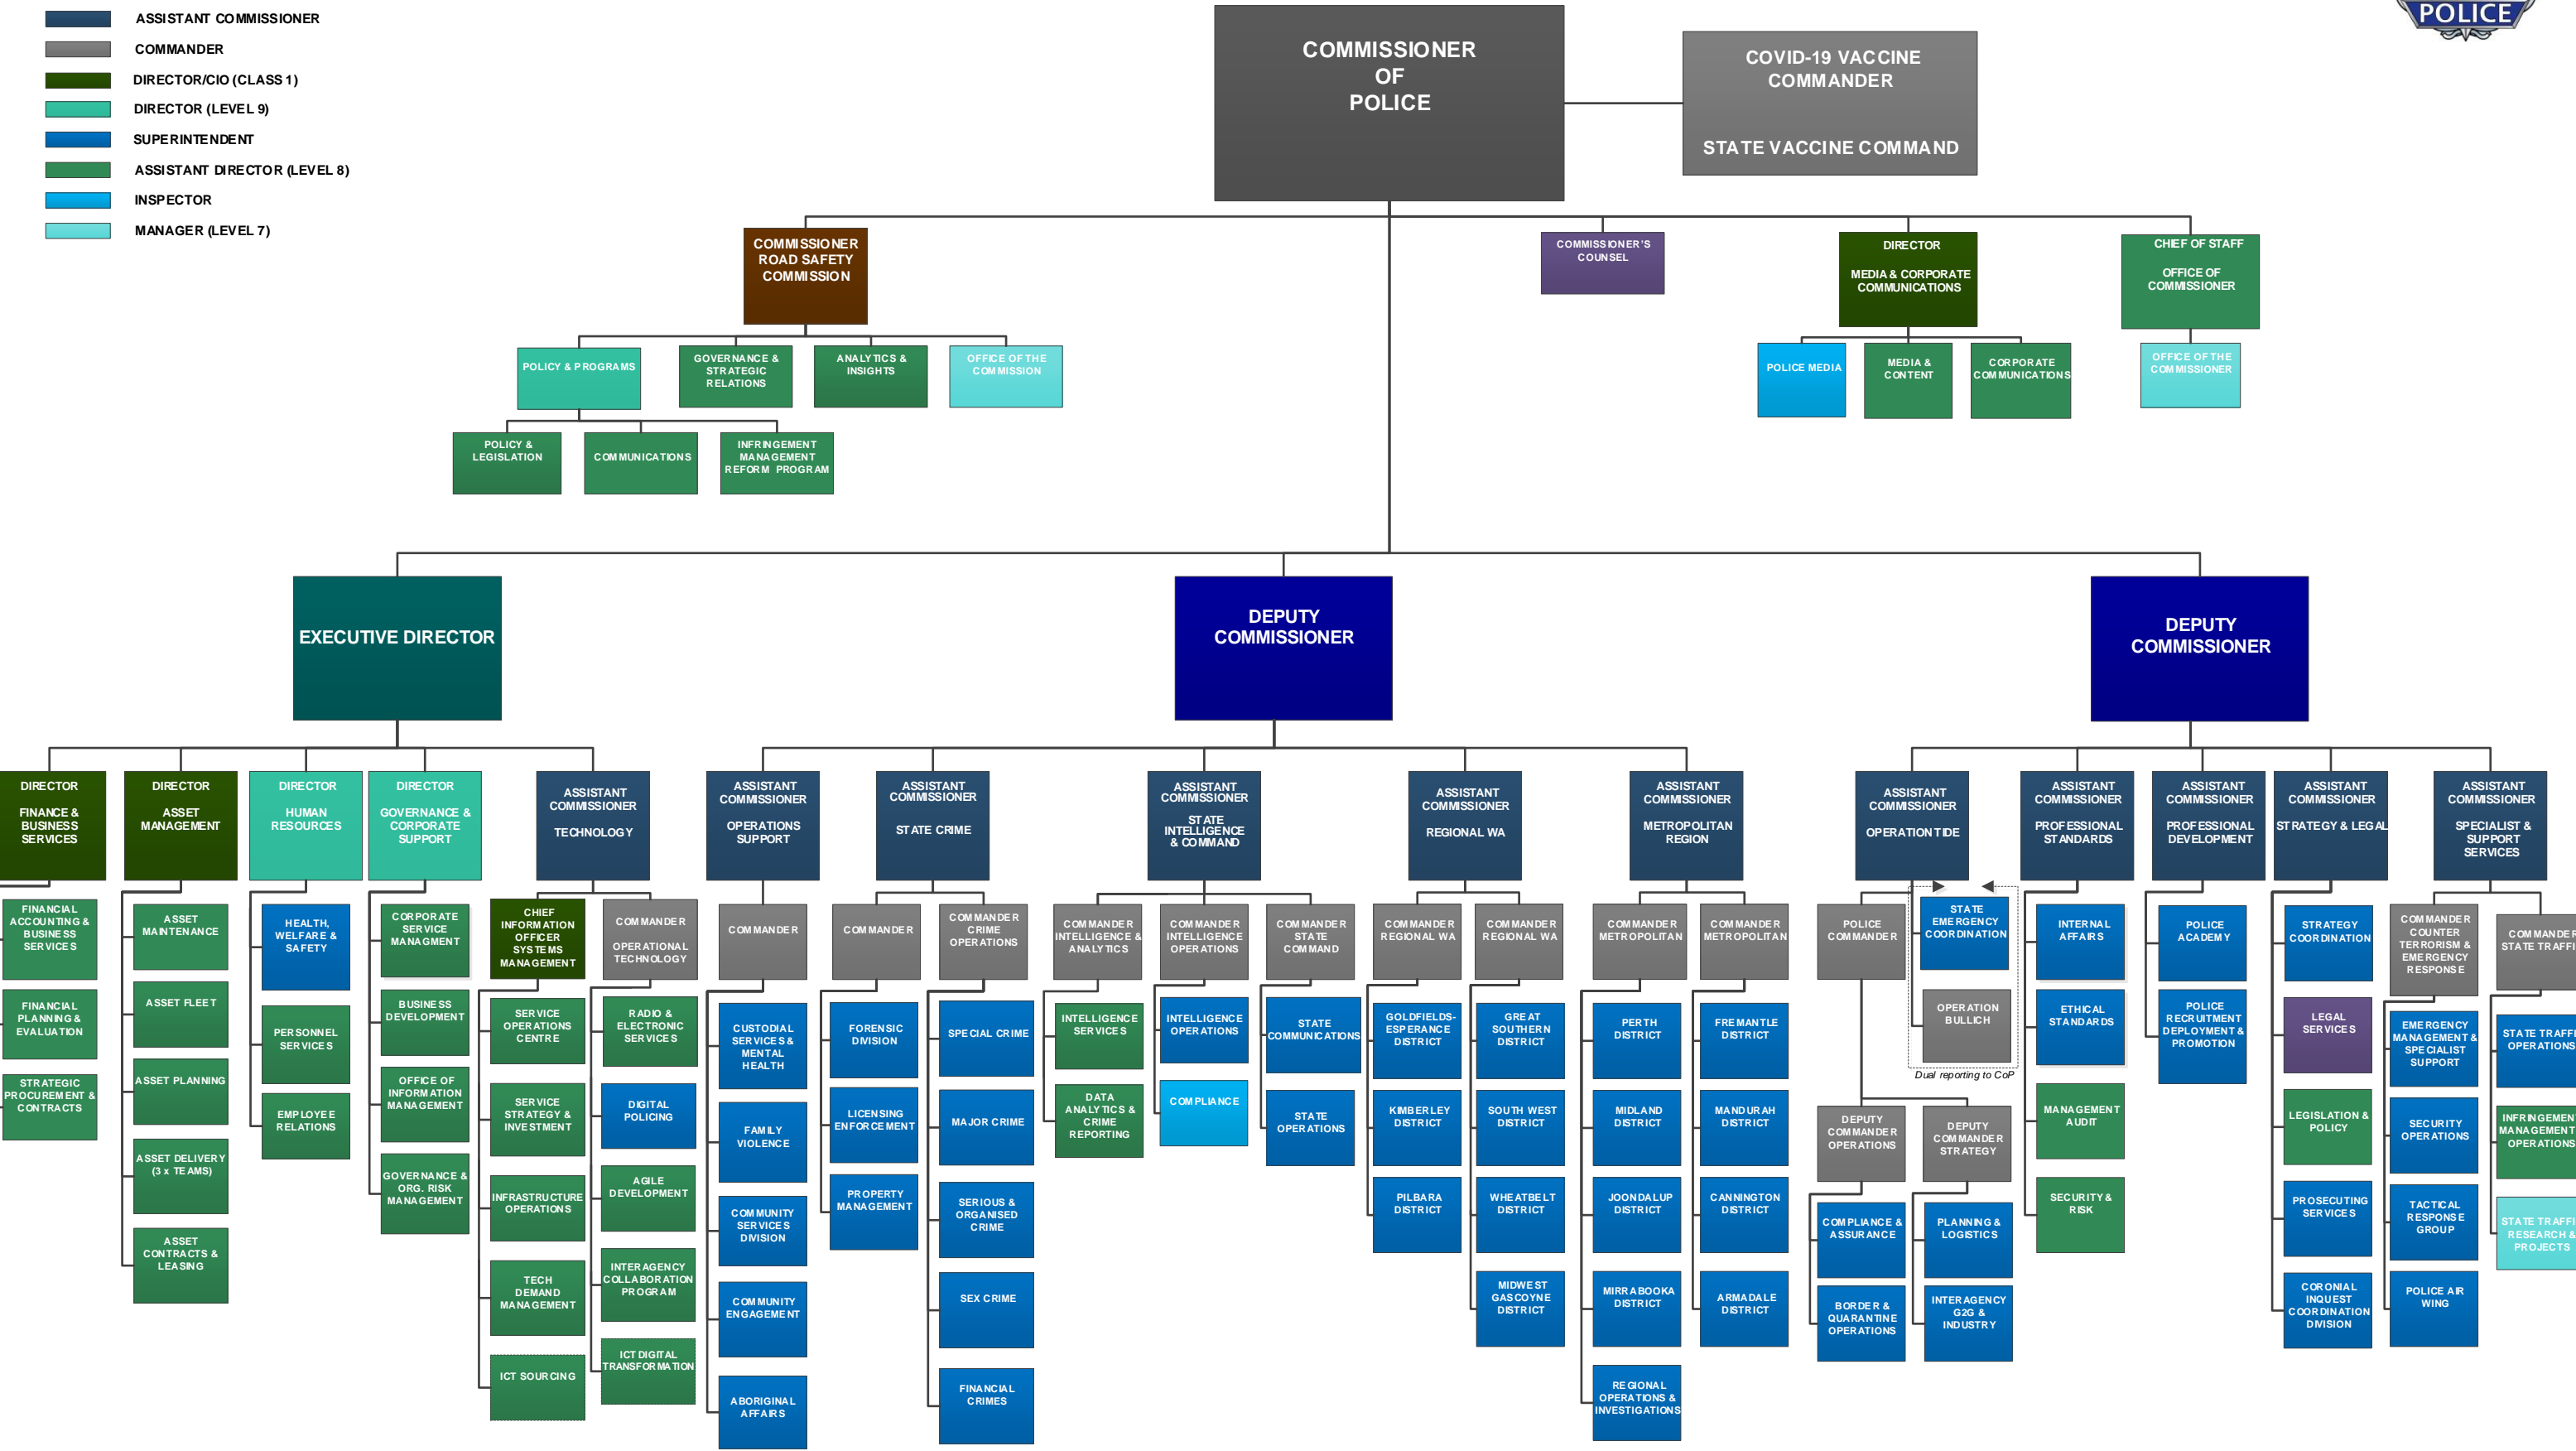 ASSISTANT COMMISSIONER
COMMANDER
DIRECTOR/CIO (CLASS 1)
DIRECTOR (LEVEL 9)
SUPERINTENDENT
ASSISTANT DIRECTOR (LEVEL 8)
INSPECTOR
MANAGER (LEVEL 7)
POLICE
COMMISSIONER
OF
POLICE
COVID-19 VACCINE
COMMANDER
STATE VACCINE COMMAND
COMMISSIONER
ROAD SAFETY
COMMISSION
COMMISSIONER'S
COUNSEL
DIRECTOR
MEDIA & CORPORATE
COMMUNICATIONS
CHIEF OF STAFF
OFFICE OF
COMMISSIONER
POLICY & PROGRAMS
GOVERNANCE &
STRATEGIC
RELATIONS
ANALYTICS &
INSIGHTS
OFFICE OF THE
COMMISSION
POLICE MEDIA
MEDIA &
CONTENT
CORPORATE
COMMUNICATIONS
OFFICE OF THE
COMMISSIONER
POLICY &
LEGISLATION
COMMUNICATIONS
INFRINGEMENT
MANAGEMENT
REFORM PROGRAM
EXECUTIVE DIRECTOR
DEPUTY
COMMISSIONER
DEPUTY
COMMISSIONER
DIRECTOR
FINANCE &
BUSINESS
SERVICES
DIRECTOR
ASSET
MANAGEMENT
DIRECTOR
HUMAN
RESOURCES
DIRECTOR
GOVERNANCE &
CORPORATE
SUPPORT
ASSISTANT
COMMISSIONER
TECHNOLOGY
ASSISTANT
COMMISSIONER
OPERATIONS
SUPPORT
ASSISTANT
COMMISSIONER
STATE CRIME
ASSISTANT
COMMISSIONER
STATE
INTELLIGENCE
& COMMAND
ASSISTANT
COMMISSIONER
REGIONAL WA
ASSISTANT
COMMISSIONER
METROPOLITAN
REGION
ASSISTANT
COMMISSIONER
OPERATION TIDE
ASSISTANT
COMMISSIONER
PROFESSIONAL
STANDARDS
ASSISTANT
COMMISSIONER
PROFESSIONAL
DEVELOPMENT
ASSISTANT
COMMISSIONER
STRATEGY & LEGAL
ASSISTANT
COMMISSIONER
SPECIALIST &
SUPPORT
SERVICES
FINANCIAL
ACCOUNTING &
BUSINESS
SERVICES
FINANCIAL
PLANNING &
EVALUATION
STRATEGIC
PROCUREMENT &
CONTRACTS
ASSET
MAINTENANCE
ASSET FLEET
ASSET PLANNING
ASSET DELIVERY
(3 x TEAMS)
ASSET
CONTRACTS &
LEASING
HEALTH,
WELFARE &
SAFETY
PERSONNEL
SERVICES
EMPLOYEE
RELATIONS
CORPORATE
SERVICE
MANAGMENT
BUSINESS
DEVELOPMENT
OFFICE OF
INFORMATION
MANAGEMENT
GOVERNANCE &
ORG. RISK
MANAGEMENT
CHIEF
INFORMATION
OFFICER
SYSTEMS
MANAGEMENT
SERVICE
OPERATIONS
CENTRE
SERVICE
STRATEGY &
INVESTMENT
INFRASTRUCTURE
OPERATIONS
TECH
DEMAND
MANAGEMENT
ICT SOURCING
COMMANDER
OPERATIONAL
TECHNOLOGY
RADIO &
ELECTRONIC
SERVICES
DIGITAL
POLICING
AGILE
DEVELOPMENT
INTERAGENCY
COLLABORATION
PROGRAM
ICT DIGITAL
TRANSFORMATION
COMMANDER
CUSTODIAL
SERVICES &
MENTAL
HEALTH
FAMILY
VIOLENCE
COMMUNITY
SERVICES
DIVISION
COMMUNITY
ENGAGEMENT
ABORIGINAL
AFFAIRS
COMMANDER
FORENSIC
DIVISION
LICENSING
ENFORCEMENT
PROPERTY
MANAGEMENT
COMMANDER
CRIME
OPERATIONS
SPECIAL CRIME
MAJOR CRIME
SERIOUS &
ORGANISED
CRIME
SEX CRIME
FINANCIAL
CRIMES
COMMANDER
INTELLIGENCE &
ANALYTICS
INTELLIGENCE
SERVICES
DATA
ANALYTICS &
CRIME
REPORTING
COMMANDER
INTELLIGENCE
OPERATIONS
INTELLIGENCE
OPERATIONS
COMPLIANCE
COMMANDER
STATE
COMMAND
STATE
COMMUNICATIONS
STATE
OPERATIONS
COMMANDER
REGIONAL WA
GOLDFIELDS-
ESPERANCE
DISTRICT
KIMBERLEY
DISTRICT
PILBARA
DISTRICT
COMMANDER
REGIONAL WA
GREAT
SOUTHERN
DISTRICT
SOUTH WEST
DISTRICT
WHEATBELT
DISTRICT
MIDWEST
GASCOYNE
DISTRICT
COMMANDER
METROPOLITAN
PERTH
DISTRICT
MIDLAND
DISTRICT
JOONDALUP
DISTRICT
MIRRABOOKA
DISTRICT
REGIONAL
OPERATIONS &
INVESTIGATIONS
COMMANDER
METROPOLITAN
FREMANTLE
DISTRICT
MANDURAH
DISTRICT
CANNINGTON
DISTRICT
ARMADALE
DISTRICT
POLICE
COMMANDER
STATE
EMERGENCY
COORDINATION
OPERATION
BULLICH
Dual reporting to CoP
DEPUTY
COMMANDER
OPERATIONS
COMPLIANCE &
ASSURANCE
BORDER &
QUARANTINE
OPERATIONS
DEPUTY
COMMANDER
STRATEGY
PLANNING &
LOGISTICS
INTERAGENCY
G2G &
INDUSTRY
INTERNAL
AFFAIRS
ETHICAL
STANDARDS
MANAGEMENT
AUDIT
SECURITY &
RISK
POLICE
ACADEMY
POLICE
RECRUITMENT
DEPLOYMENT &
PROMOTION
STRATEGY
COORDINATION
LEGAL
SERVICES
LEGISLATION &
POLICY
PROSECUTING
SERVICES
CORONIAL
INQUEST
COORDINATION
DIVISION
COMMANDER
COUNTER
TERRORISM &
EMERGENCY
RESPONSE
EMERGENCY
MANAGEMENT &
SPECIALIST
SUPPORT
SECURITY
OPERATIONS
TACTICAL
RESPONSE
GROUP
POLICE AIR
WING
COMMANDER
STATE TRAFFI
STATE TRAFFI
OPERATIONS
INFRINGEMEN
MANAGEMENT
OPERATIONS
STATE TRAFFI
RESEARCH &
PROJECTS